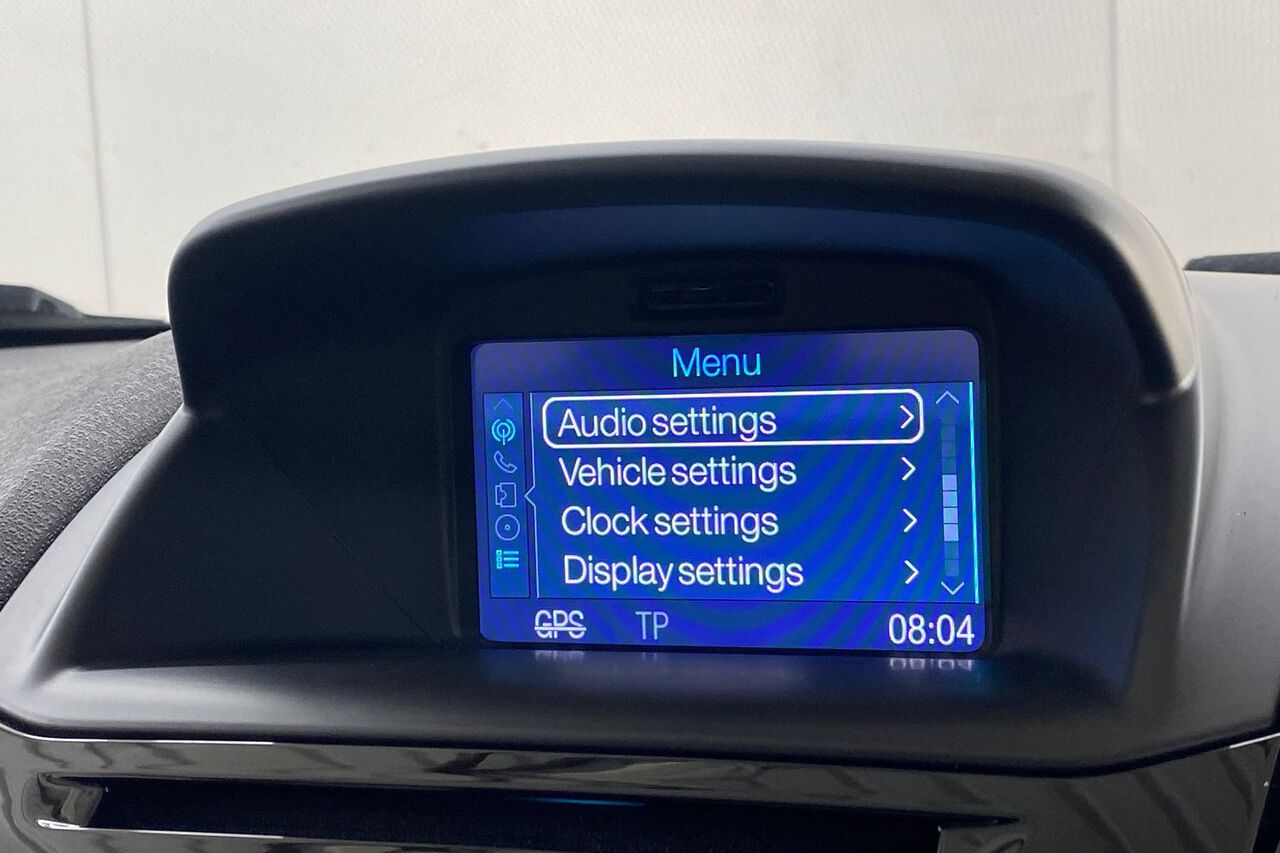 Menu
Audio settings
Vehicle settings
Clock settings
Display settings
GPS TP 08:04